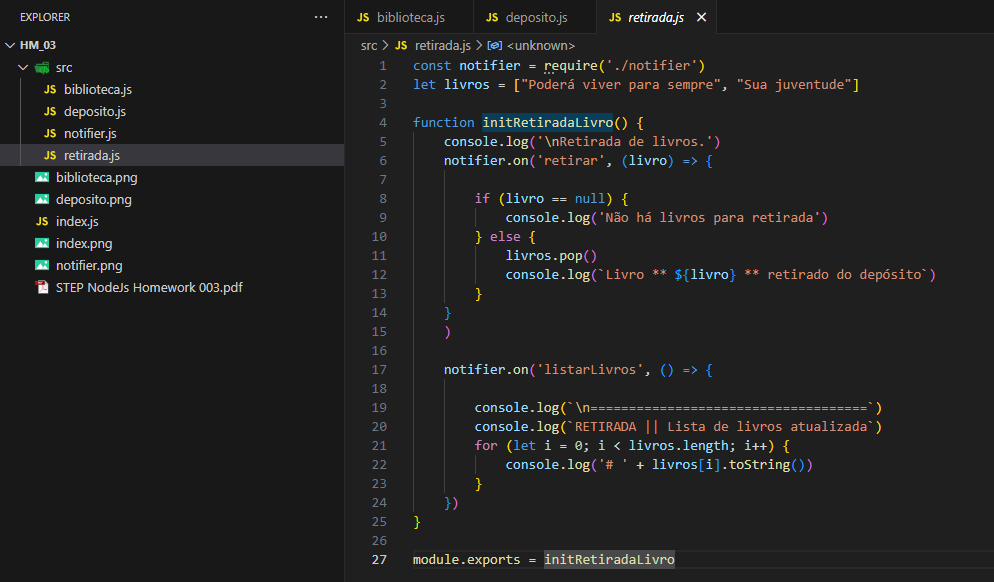 EXPLORER
HM_03
src
JS biblioteca.js
JS deposito.js
JS notifier.js
JS retirada.js
biblioteca.png
deposito.png
JS index.js
index.png
notifier.png
STEP NodeJs Homework 003.pdf
JS biblioteca.js JS deposito.js JS retirada.js
src > JS retirada.js > <unknown>
1 const notifier = require('./notifier')
2 let livros = ["Poderá viver para sempre", "Sua juventude"]
3
4 function initRetiradaLivro() {
5 console.log('\nRetirada de livros.')
6 notifier.on('retirar', (livro) => {
7
8 if (livro == null) {
9 console.log('Não há livros para retirada')
10 } else {
11 livros.pop()
12 console.log(`Livro ** ${livro} ** retirado do depósito`)
13 }
14 }
15 )
16
17 notifier.on('listarLivros', () => {
18
19 console.log(`\n====================================`)
20 console.log(`RETIRADA || Lista de livros atualizada`)
21 for (let i = 0; i < livros.length; i++) {
22 console.log('# ' + livros[i].toString())
23 }
24 })
25 }
26
27 module.exports = initRetiradaLivro